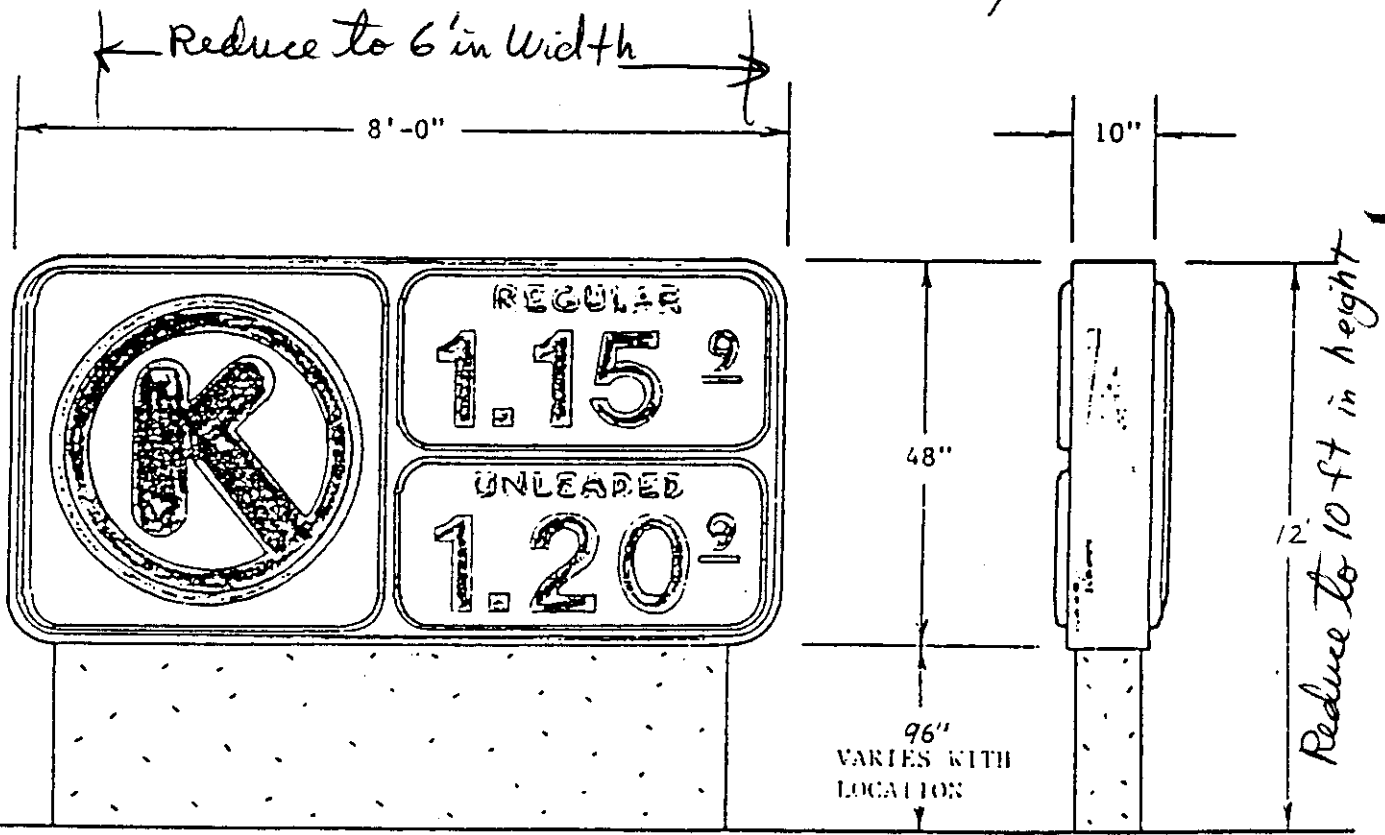 Reduce to 6' in Width
8'-0"
10"
K
REGULAR
1.15 9
UNLEADED
1.20 9
48"
12'
Reduce to 10 ft in height
96"
VARIES WITH
LOCATION